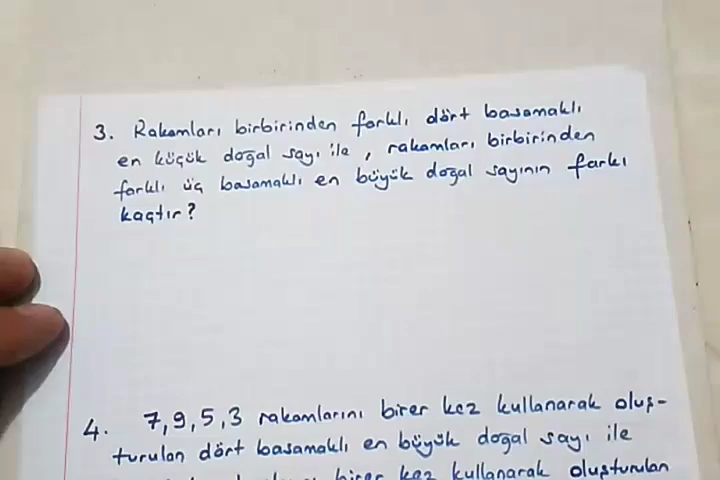 3. Rakamları birbirinden farklı dört basamaklı
en küçük doğal sayı ile, rakamları birbirinden
farklı üç basamaklı en büyük doğal sayının farkı
kaçtır?
4. 7,9,5,3 rakamlarını birer kez kullanarak oluş-
turulan dört basamaklı en büyük doğal sayı ile
birer kez kullanarak oluşturulan